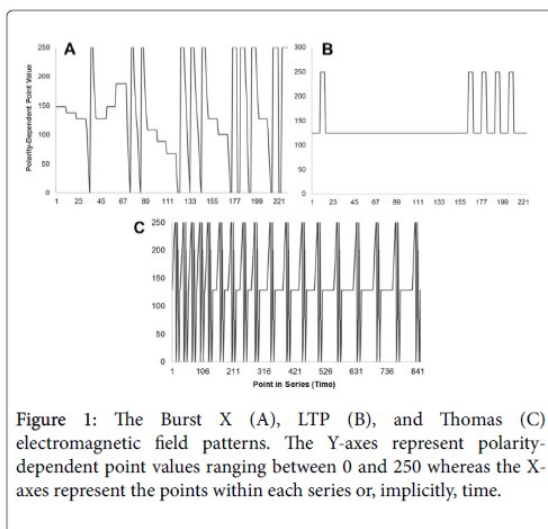 A
Polarity-Dependent Point Value
250
200
150
100
50
0
1 23 45 67 89 111 133 155 177 199 221
B
300
250
200
150
100
50
0
1 23 45 67 89 111 133 155 177 199 221
C
250
200
150
100
50
0
1 106 211 316 421 526 631 736 841
Point in Series (Time)
Figure 1: The Burst X (A), LTP (B), and Thomas (C)
electromagnetic field patterns. The Y-axes represent polarity-
dependent point values ranging between 0 and 250 whereas the X-
axes represent the points within each series or, implicitly, time.